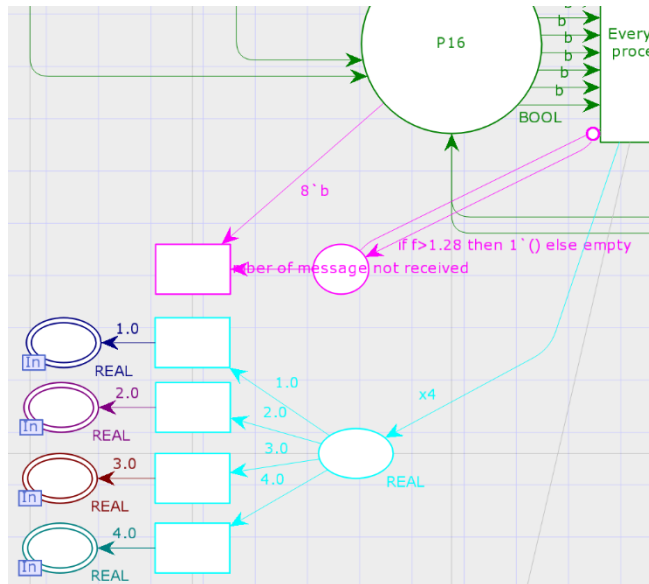 b
b
b
b
b
b
P16
Every
proce
BOOL
8`b
if f>1.28 then 1`() else empty
ber of message not received
1.0
In
REAL
2.0
In
REAL
3.0
In
REAL
4.0
In
REAL
1.0
2.0
3.0
4.0
x4
REAL